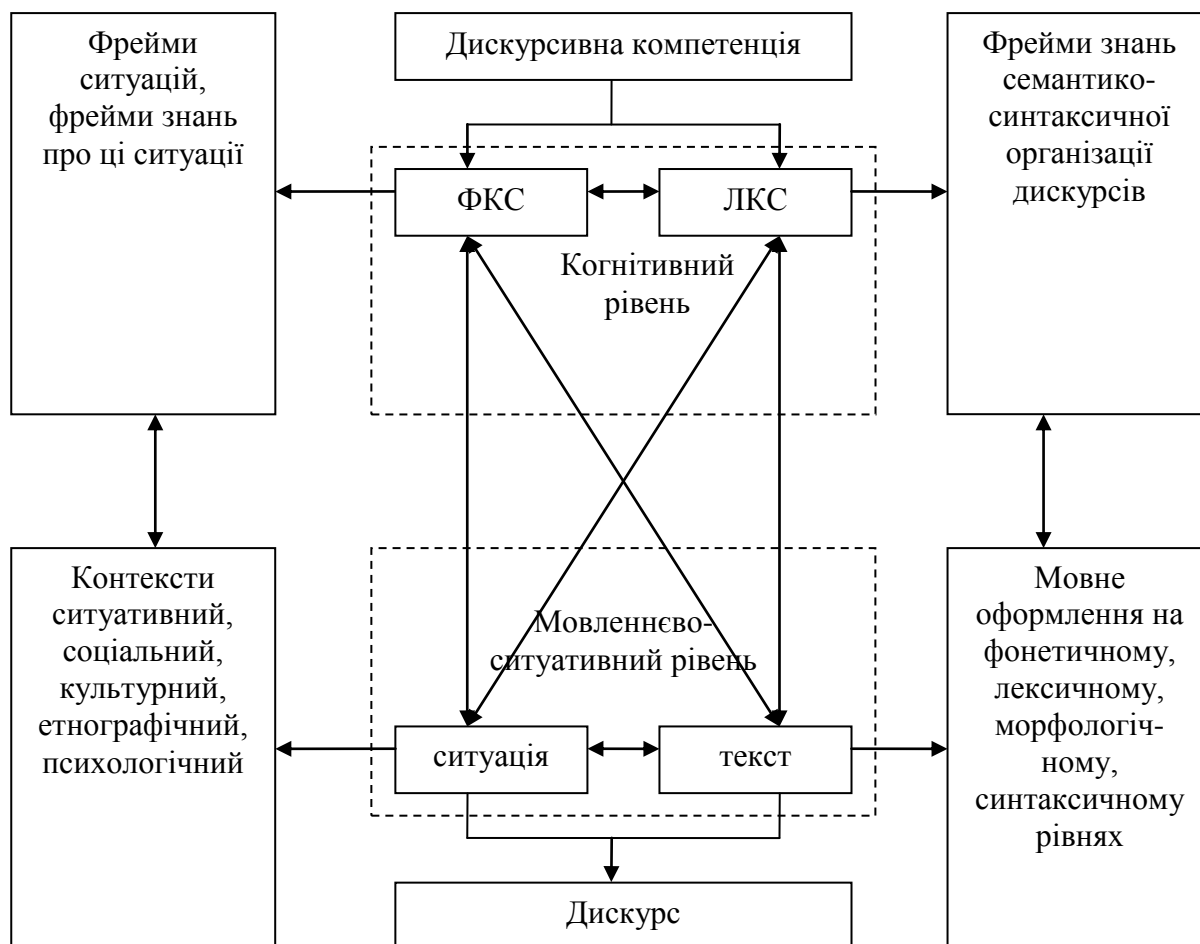 Фрейми
ситуацій,
фрейми знань
про ці ситуації
Дискурсивна компетенція
Фрейми знань
семантико-
синтаксичної
організації
дискурсів
ФКС
ЛКС
Когнітивний
рівень
Контексти
ситуативний,
соціальний,
культурний,
етнографічний,
психологічний
Мовленнєво-
ситуативний рівень
Мовне
оформлення на
фонетичному,
лексичному,
морфологіч-
ному,
синтаксичному
рівнях
ситуація
текст
Дискурс